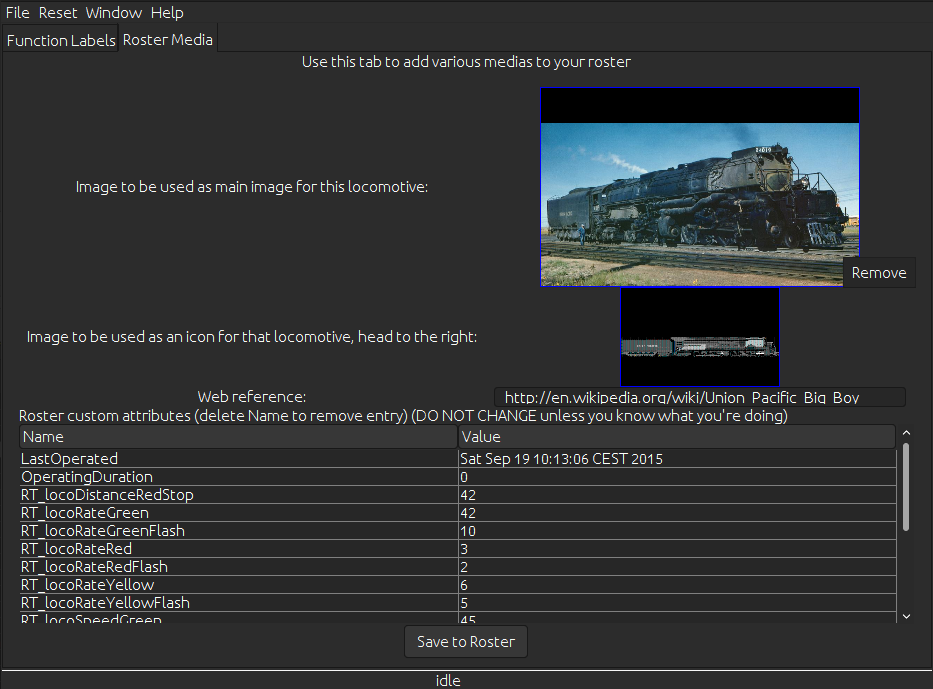 File Reset Window Help
Function Labels Roster Media
Use this tab to add various medias to your roster
Image to be used as main image for this locomotive:
Remove
Image to be used as an icon for that locomotive, head to the right:
Web reference: http://en.wikipedia.org/wiki/Union_Pacific_Big_Boy
Roster custom attributes (delete Name to remove entry) (DO NOT CHANGE unless you know what you're doing)
Name Value
LastOperated Sat Sep 19 10:13:06 CEST 2015
OperatingDuration 0
RT_locoDistanceRedStop 42
RT_locoRateGreen 42
RT_locoRateGreenFlash 10
RT_locoRateRed 3
RT_locoRateRedFlash 2
RT_locoRateYellow 6
RT_locoRateYellowFlash 5
RT_locoSpeedGreen 45
Save to Roster
idle